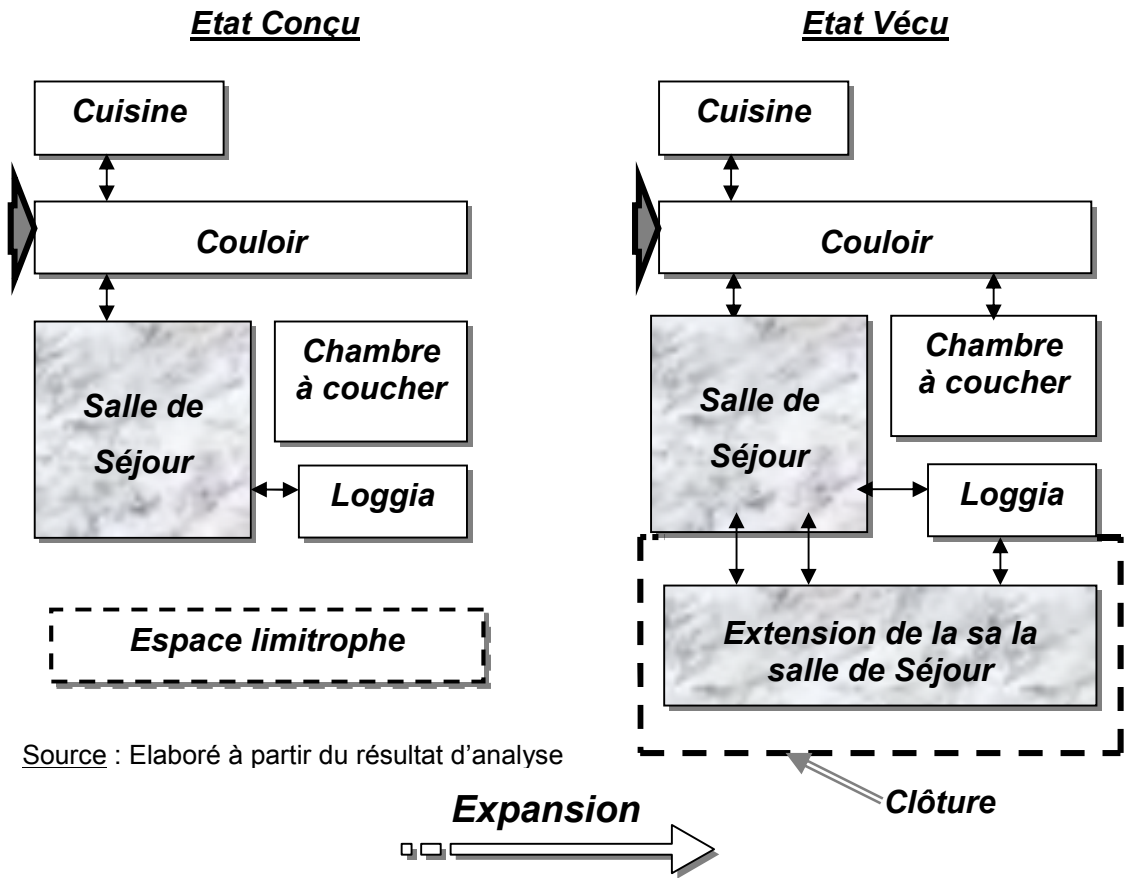 Etat Conçu
Cuisine
Couloir
Salle de
Séjour
Chambre
à coucher
Loggia
Espace limitrophe
Source : Elaboré à partir du résultat d'analyse
Etat Vécu
Cuisine
Couloir
Salle de
Séjour
Chambre
à coucher
Loggia
Extension de la sa la
salle de Séjour
Clôture
Expansion